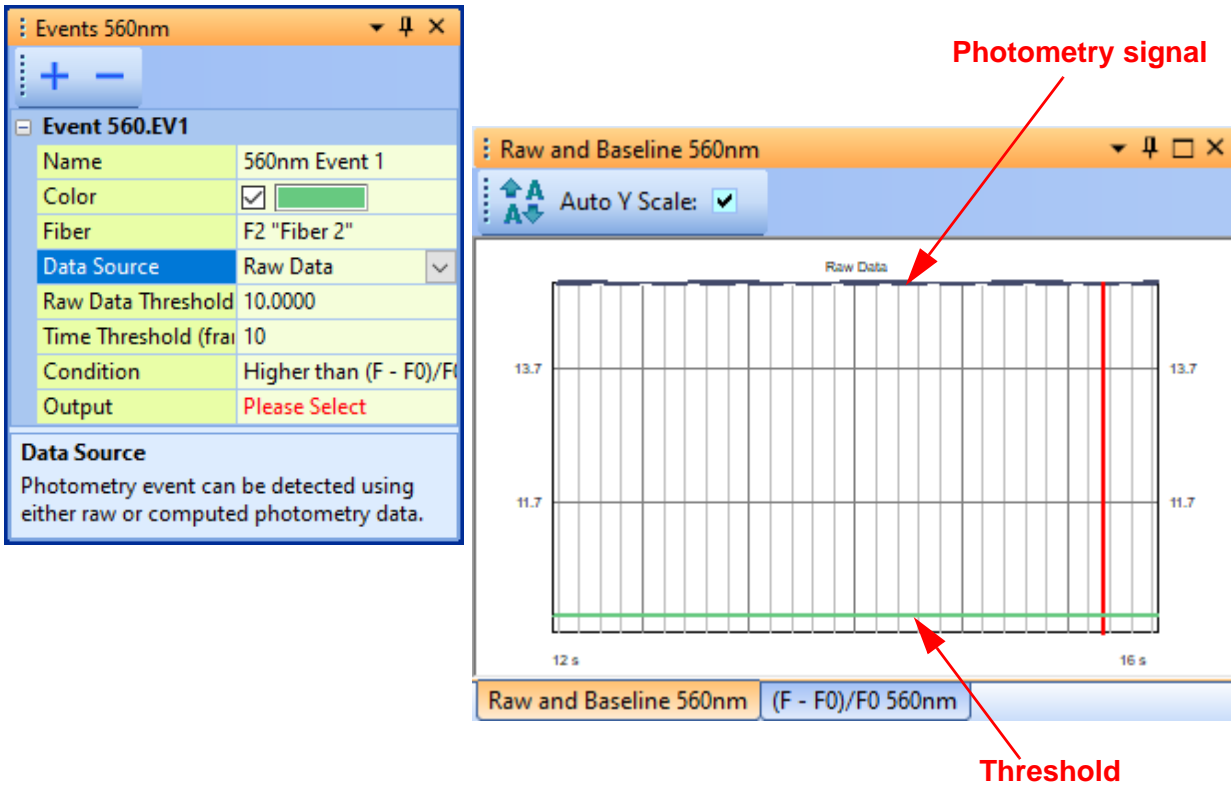 Events 560nm
Event 560.EV1
Name 560nm Event 1
Color
Fiber F2 "Fiber 2"
Data Source Raw Data
Raw Data Threshold 10.0000
Time Threshold (frai 10
Condition Higher than (F - F0)/F0
Output Please Select
Data Source
Photometry event can be detected using
either raw or computed photometry data.
Photometry signal
Raw and Baseline 560nm
A
A
Auto Y Scale:
Raw Data
13.7 13.7
11.7 11.7
12 s 16 s
Raw and Baseline 560nm (F - F0)/F0 560nm
Threshold